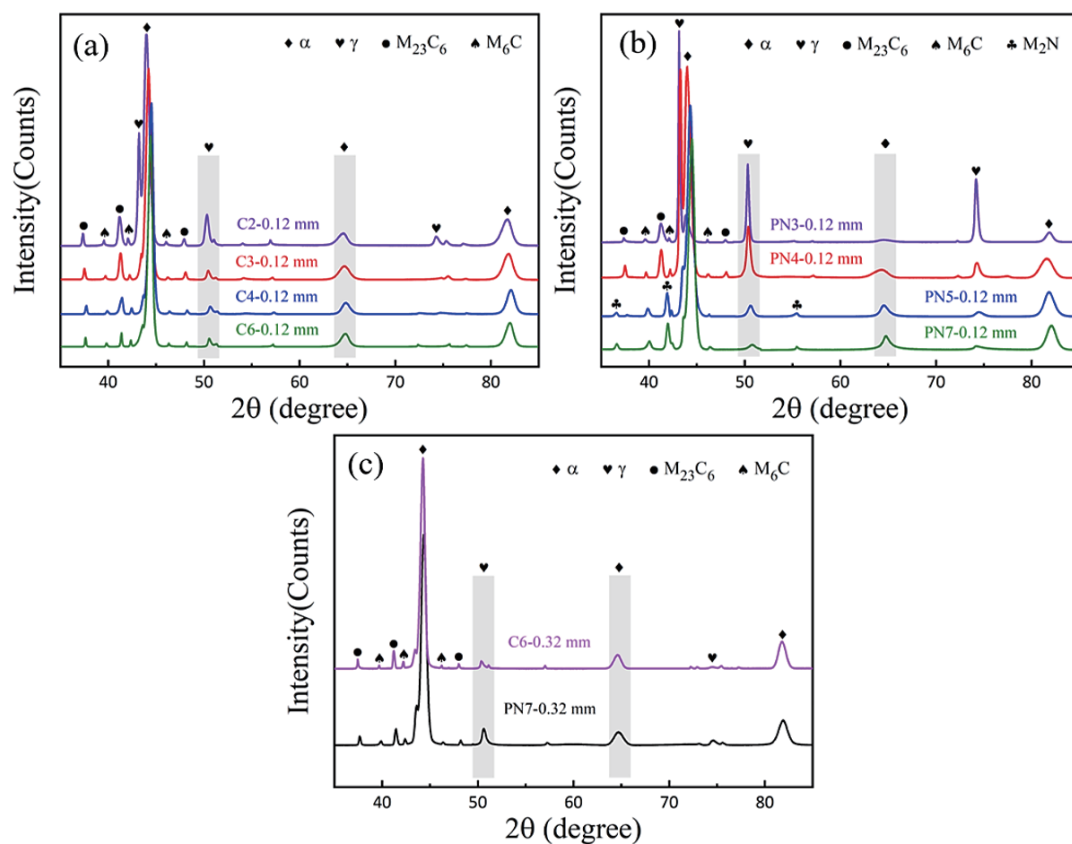 (a)
♦ α ♥ γ ● M23C6 ♠ M6C
C2-0.12 mm
C3-0.12 mm
C4-0.12 mm
C6-0.12 mm
Intensity(Counts)
40 50 60 70 80
2θ (degree)
(b)
♦ α ♥ γ ● M23C6 ♠ M6C ♣ M2N
PN3-0.12 mm
PN4-0.12 mm
PN5-0.12 mm
PN7-0.12 mm
Intensity(Counts)
40 50 60 70 80
2θ (degree)
(c)
♦ α ♥ γ ● M23C6 ♠ M6C
C6-0.32 mm
PN7-0.32 mm
Intensity(Counts)
40 50 60 70 80
2θ (degree)